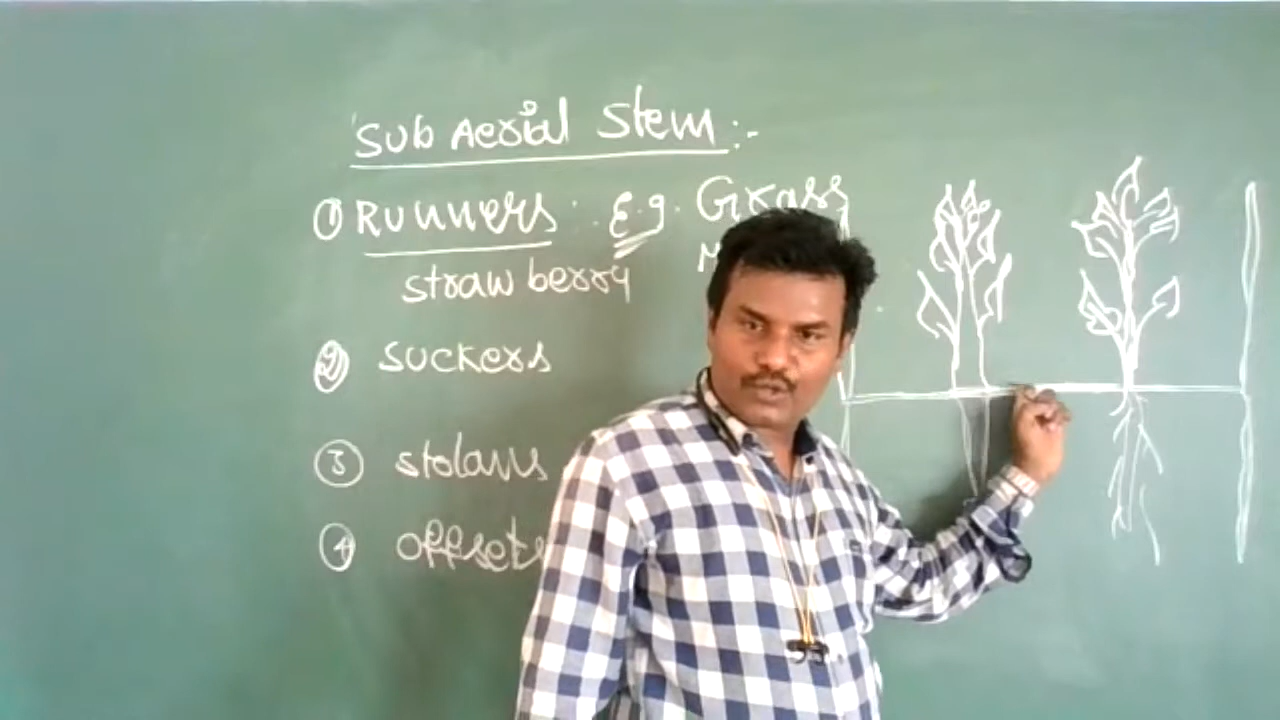 Sub Aerial Stem :-
① Runners : E.g. Grass
straw berry
② suckers
③ stolans
④ offsets